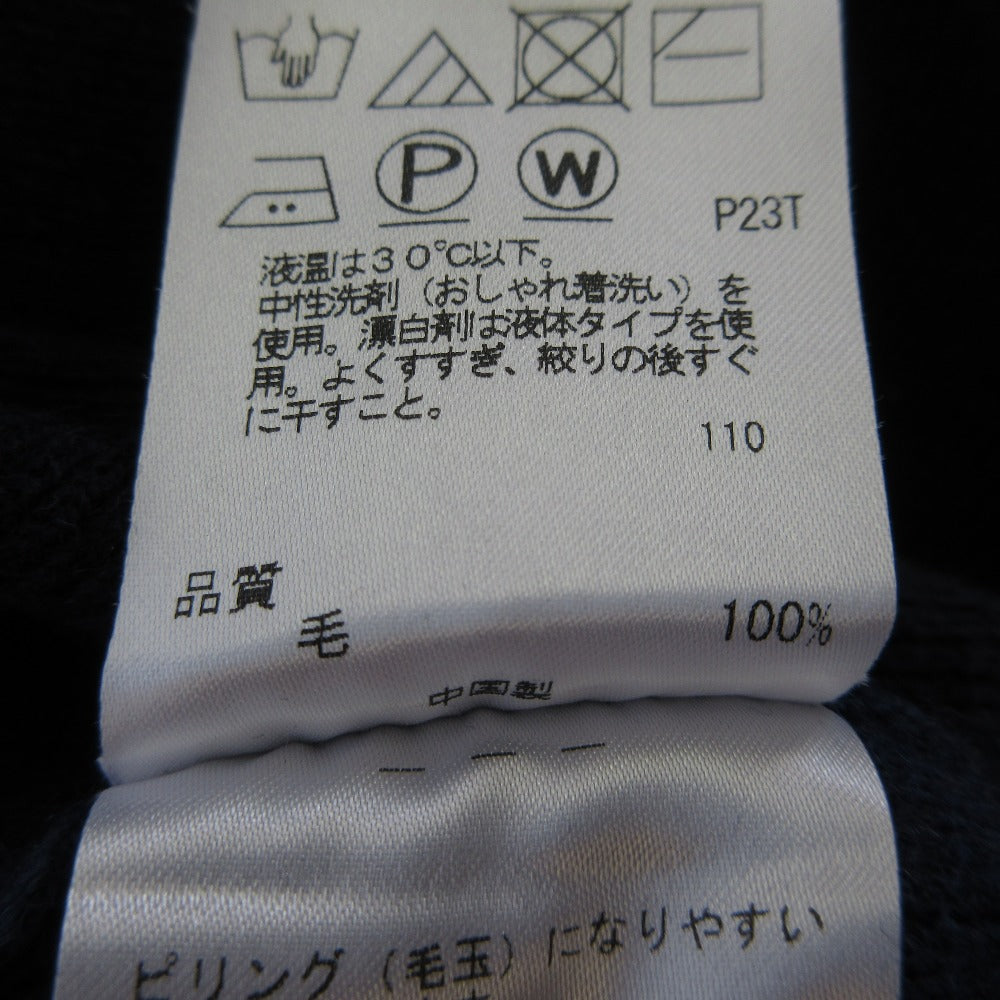 P W P23T
液温は３０℃以下。
中性洗剤（おしゃれ着洗い）を
使用。漂白剤は液体タイプを使
用。よくすすぎ、絞りの後すぐ
に干すこと。
110
品質
毛 100%
中国製
ピリング（毛玉）になりやすい